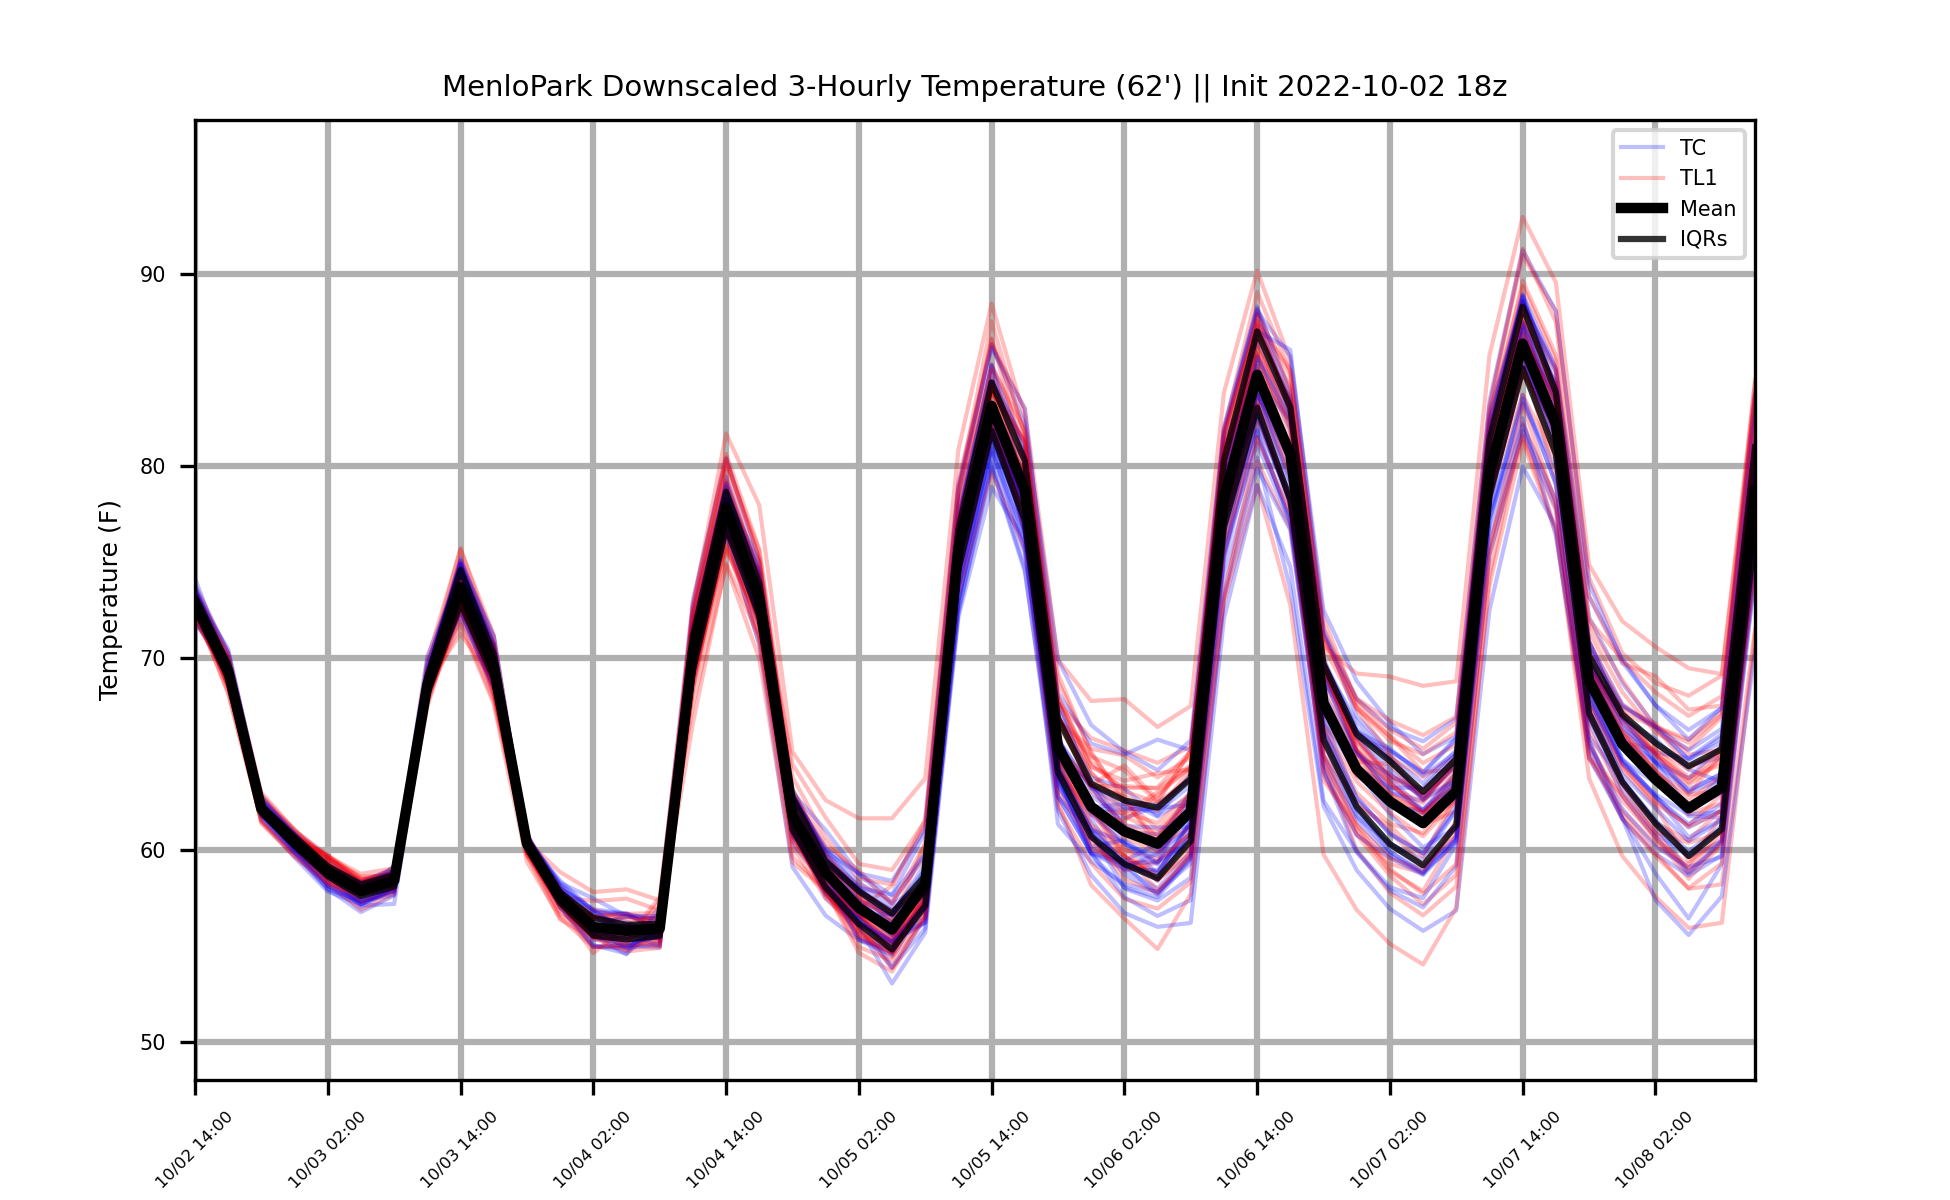 MenloPark Downscaled 3-Hourly Temperature (62') || Init 2022-10-02 18z
TC
TL1
Mean
IQRs
Temperature (F)
90
80
70
60
50
10/02 14:00
10/03 02:00
10/03 14:00
10/04 02:00
10/04 14:00
10/05 02:00
10/05 14:00
10/06 02:00
10/06 14:00
10/07 02:00
10/07 14:00
10/08 02:00